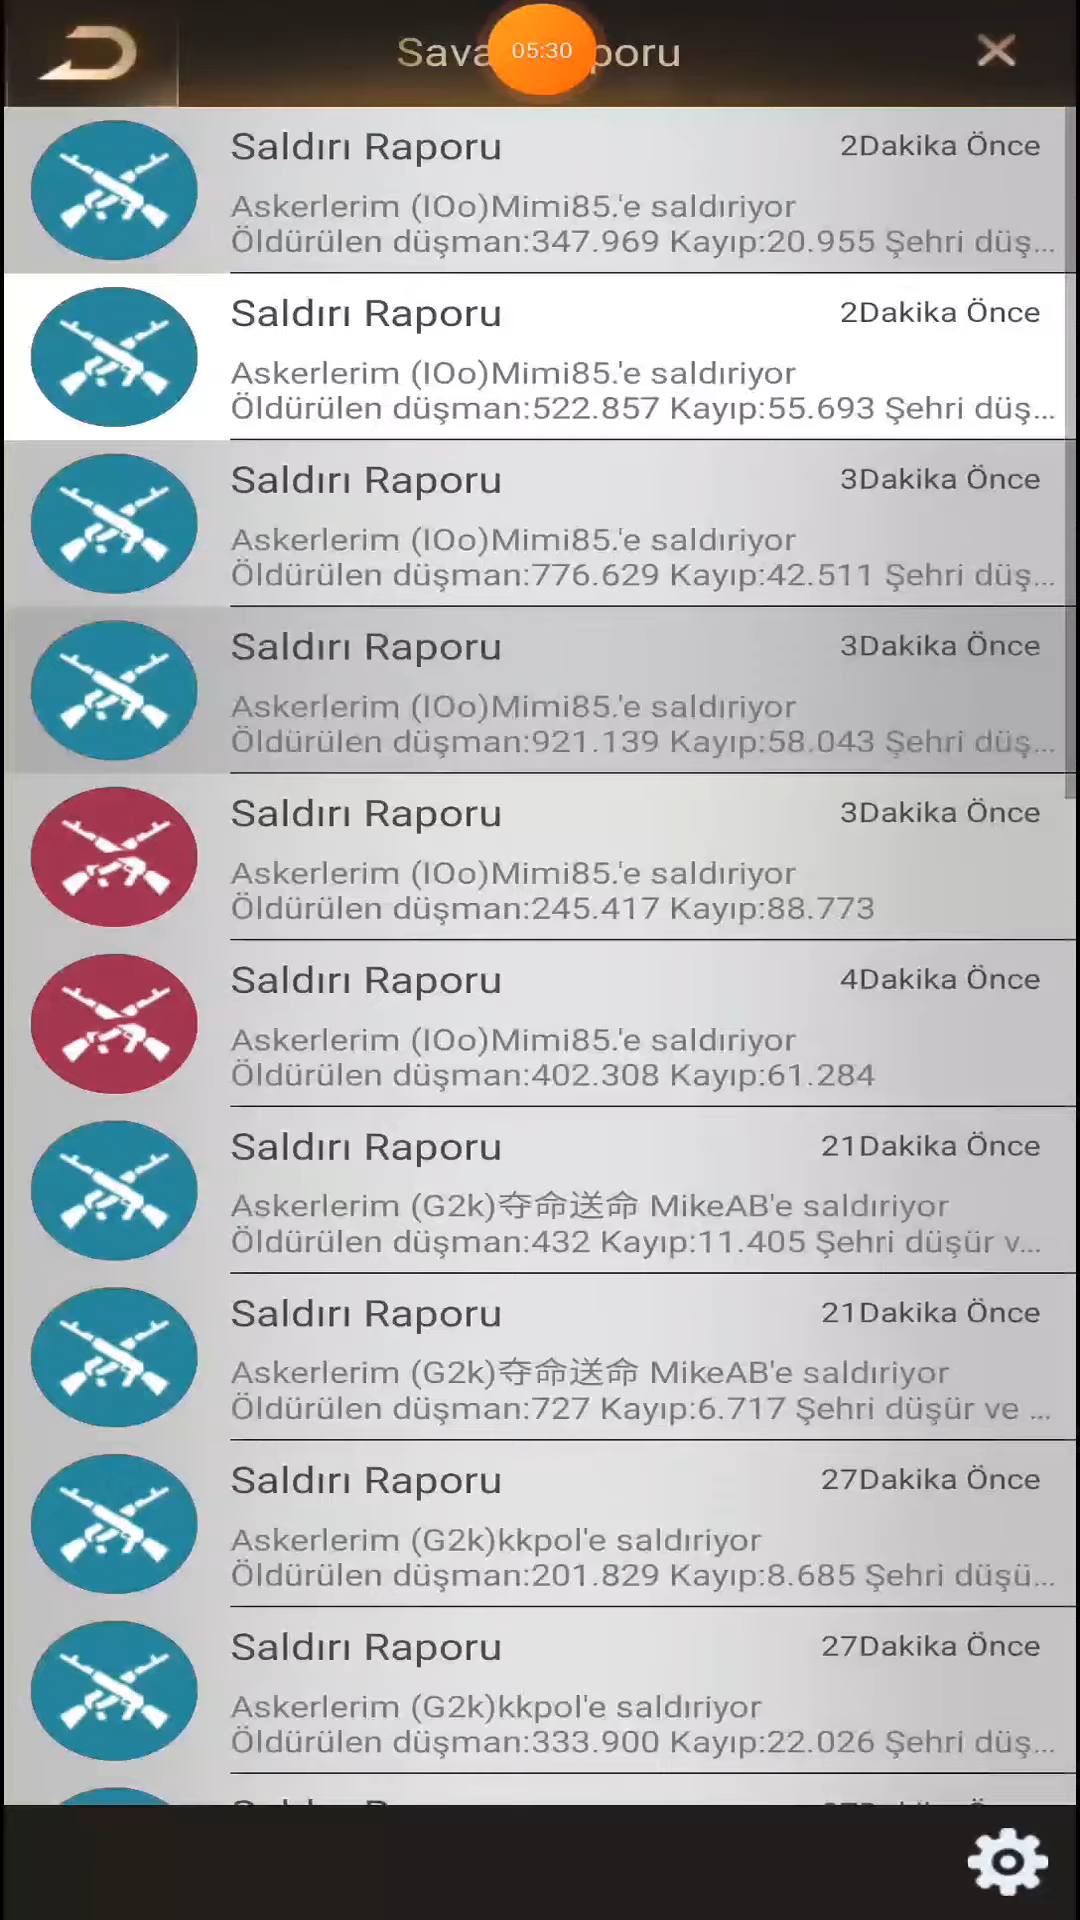 05:30
Saldırı Raporu
2Dakika Önce
Askerlerim (IOo)Mimi85.'e saldırıyor
Öldürülen düşman:347.969 Kayıp:20.955 Şehri düş...
Saldırı Raporu
2Dakika Önce
Askerlerim (IOo)Mimi85.'e saldırıyor
Öldürülen düşman:522.857 Kayıp:55.693 Şehri düş...
Saldırı Raporu
3Dakika Önce
Askerlerim (IOo)Mimi85.'e saldırıyor
Öldürülen düşman:776.629 Kayıp:42.511 Şehri düş...
Saldırı Raporu
3Dakika Önce
Askerlerim (IOo)Mimi85.'e saldırıyor
Öldürülen düşman:921.139 Kayıp:58.043 Şehri düş...
Saldırı Raporu
3Dakika Önce
Askerlerim (IOo)Mimi85.'e saldırıyor
Öldürülen düşman:245.417 Kayıp:88.773
Saldırı Raporu
4Dakika Önce
Askerlerim (IOo)Mimi85.'e saldırıyor
Öldürülen düşman:402.308 Kayıp:61.284
Saldırı Raporu
21Dakika Önce
Askerlerim (G2k)夺命送命 MikeAB'e saldırıyor
Öldürülen düşman:432 Kayıp:11.405 Şehri düşür v...
Saldırı Raporu
21Dakika Önce
Askerlerim (G2k)夺命送命 MikeAB'e saldırıyor
Öldürülen düşman:727 Kayıp:6.717 Şehri düşür ve ...
Saldırı Raporu
27Dakika Önce
Askerlerim (G2k)kkpol'e saldırıyor
Öldürülen düşman:201.829 Kayıp:8.685 Şehri düşü...
Saldırı Raporu
27Dakika Önce
Askerlerim (G2k)kkpol'e saldırıyor
Öldürülen düşman:333.900 Kayıp:22.026 Şehri düş...